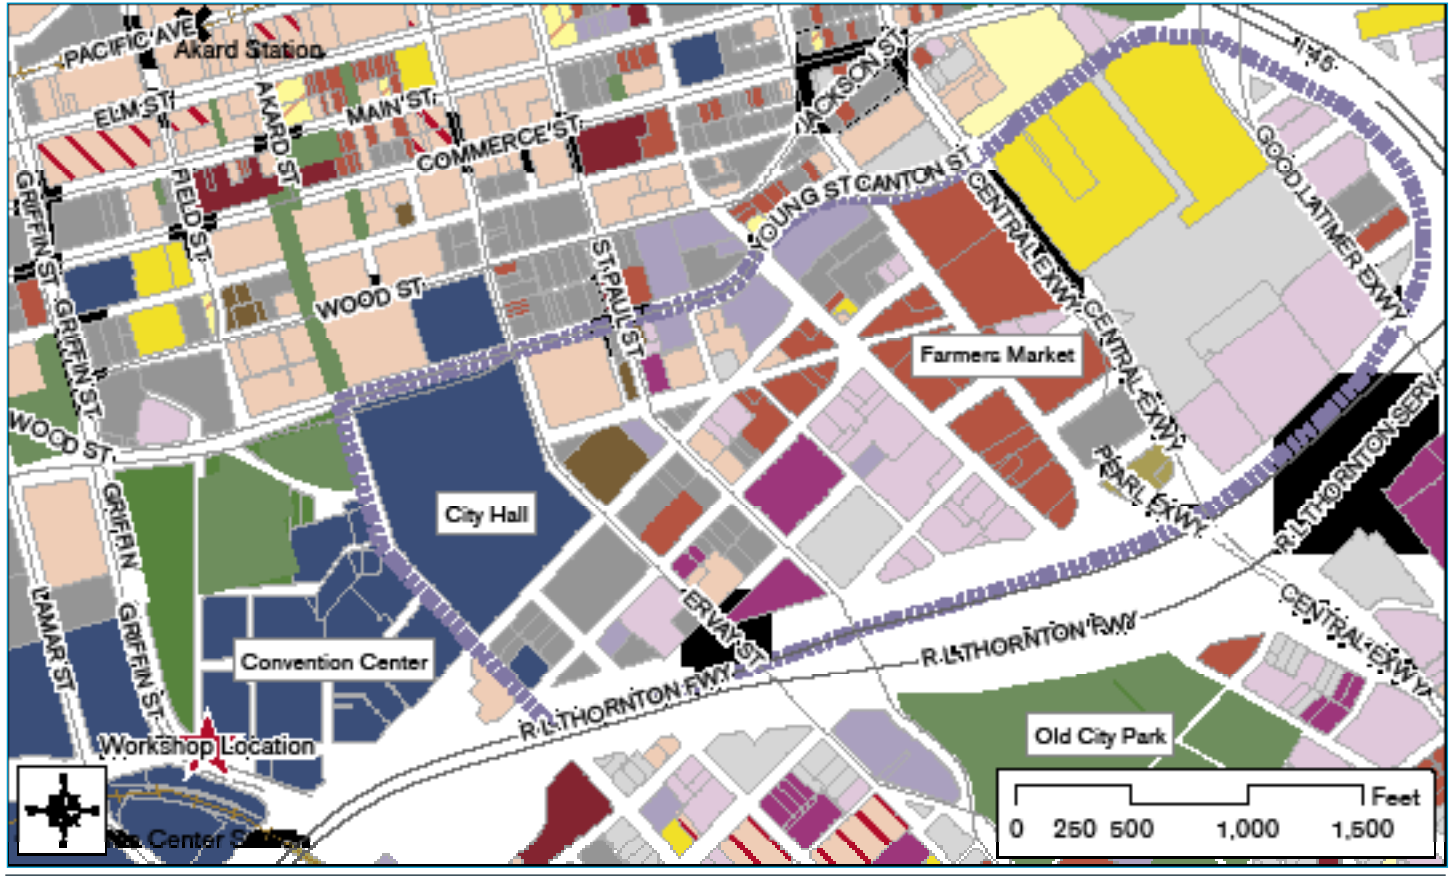 PACIFIC AVE
Akard Station
I-45
ELM ST
AKARD ST
MAIN ST
JACKSON ST
COMMERCE ST
GOOD LATIMER EXWY
GRIFFIN ST
FIELD ST
YOUNG ST
CANTON ST
CENTRAL EXWY
ST PAUL ST
WOOD ST
GRIFFIN ST
CENTRAL EXWY
Farmers Market
WOOD ST
PEARL EXWY
R L THORNTON SERV
City Hall
GRIFFIN
LAMAR ST
GRIFFIN ST
ERVAY ST
CENTRAL EXWY
Convention Center
R L THORNTON FWY
R L THORNTON FWY
Old City Park
Workshop Location
Feet
0 250 500 1,000 1,500
Center